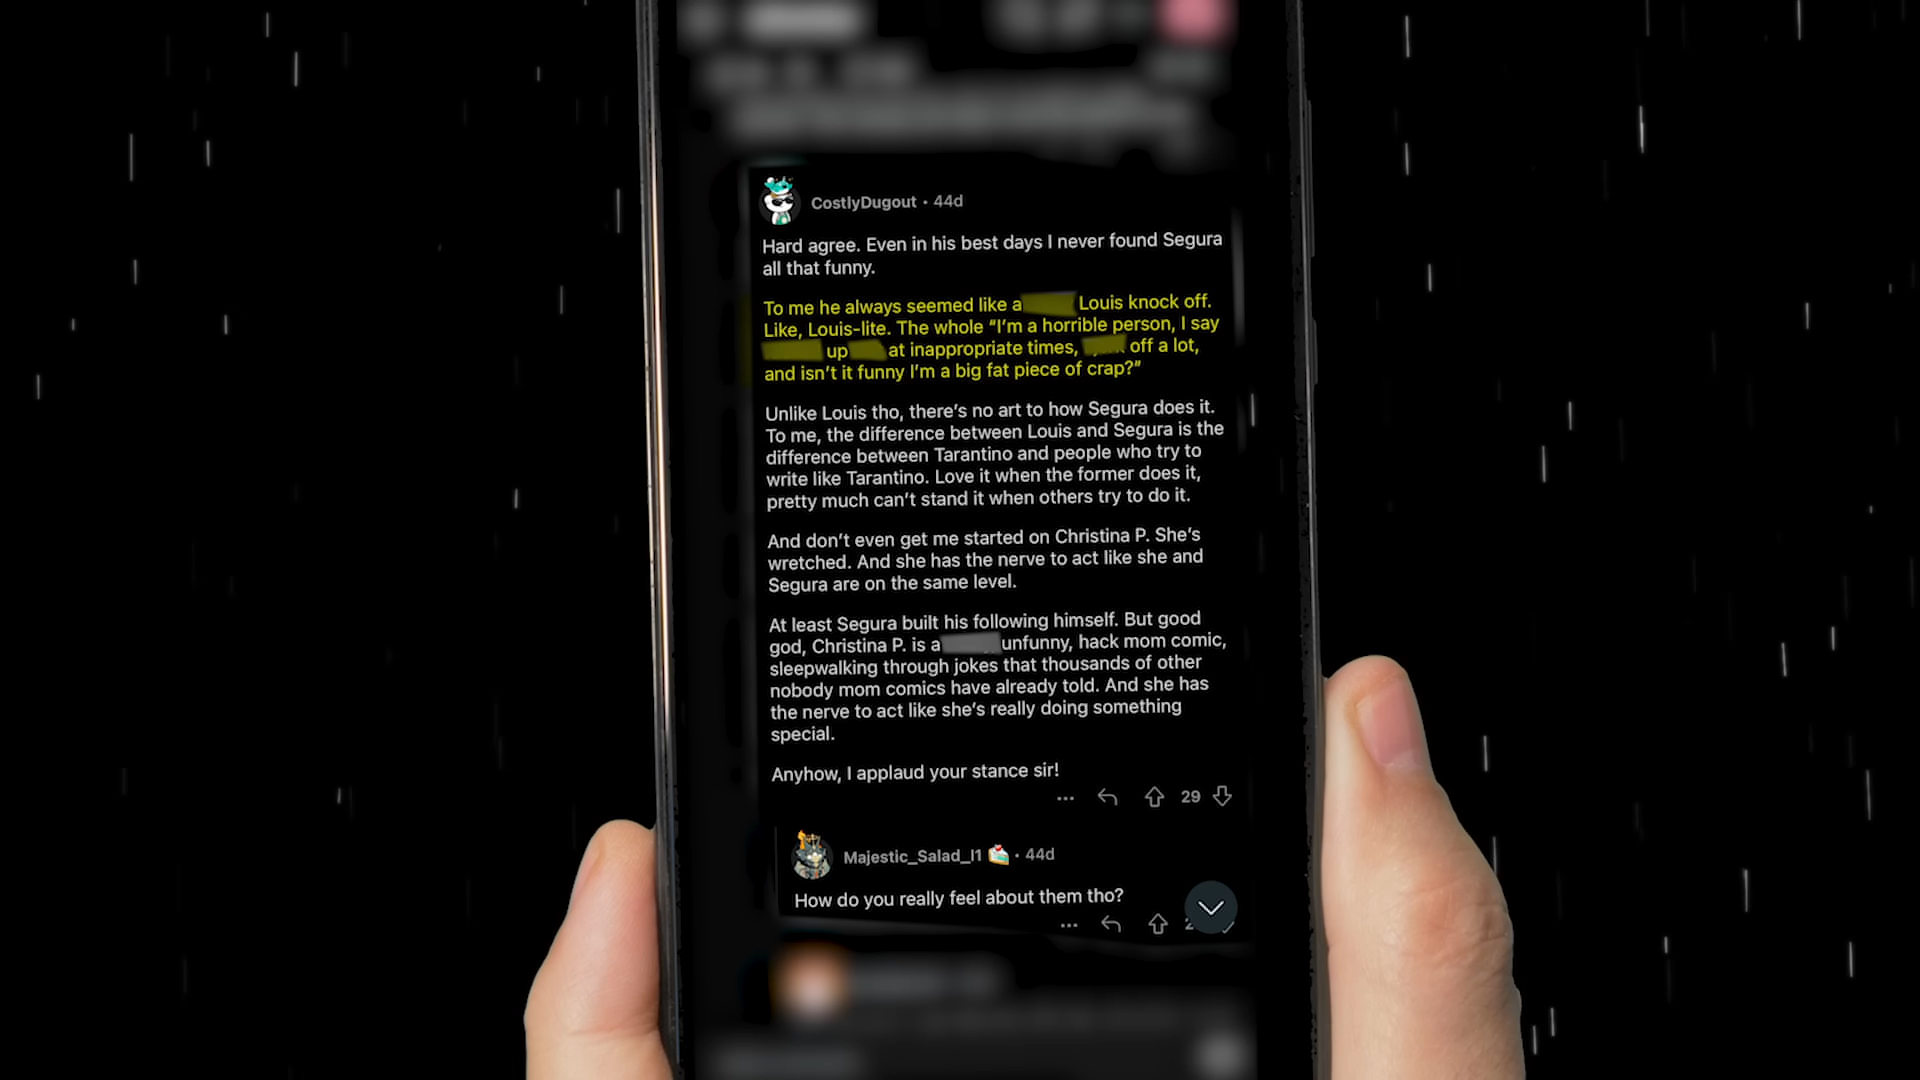 CostlyDugout • 44d
Hard agree. Even in his best days I never found Segura
all that funny.
To me he always seemed like a Louis knock off.
Like, Louis-lite. The whole “I’m a horrible person, I say
up at inappropriate times, off a lot,
and isn’t it funny I’m a big fat piece of crap?”
Unlike Louis tho, there’s no art to how Segura does it.
To me, the difference between Louis and Segura is the
difference between Tarantino and people who try to
write like Tarantino. Love it when the former does it,
pretty much can’t stand it when others try to do it.
And don’t even get me started on Christina P. She’s
wretched. And she has the nerve to act like she and
Segura are on the same level.
At least Segura built his following himself. But good
god, Christina P. is a unfunny, hack mom comic,
sleepwalking through jokes that thousands of other
nobody mom comics have already told. And she has
the nerve to act like she’s really doing something
special.
Anyhow, I applaud your stance sir!
29
Majestic_Salad_I1 • 44d
How do you really feel about them tho?